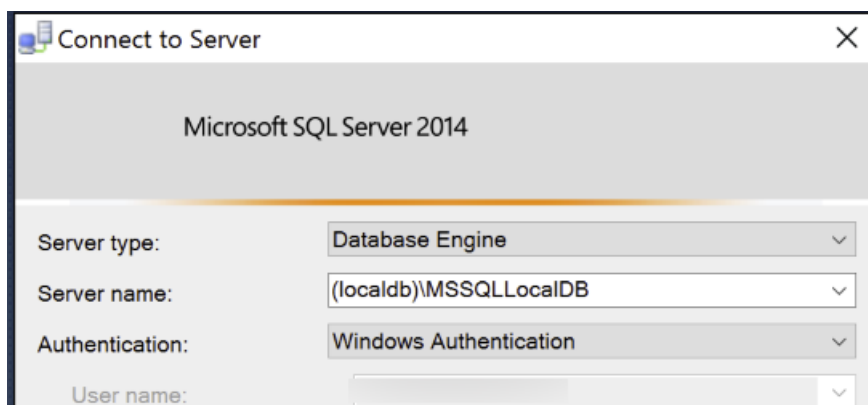 Connect to Server
Microsoft SQL Server 2014
Server type: Database Engine
Server name: (localdb)\MSSQLLocalDB
Authentication: Windows Authentication
User name: